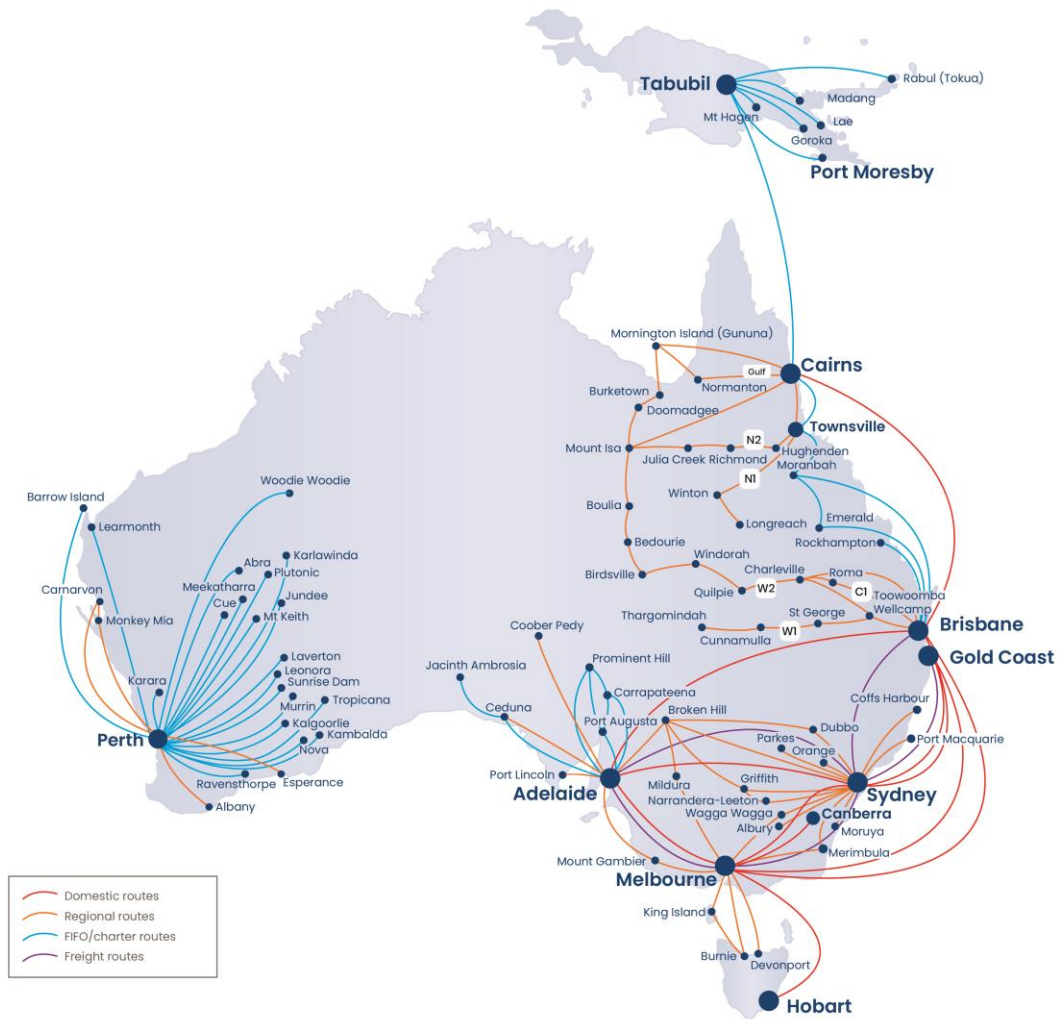 Tabubil
Rabul (Tokua)
Madang
Mt Hagen
Lae
Goroka
Port Moresby
Mornington Island (Gununa)
Cairns
Gulf
Normanton
Burketown
Doomadgee
Townsville
Mount Isa
N2
Julia Creek
Richmond
Hughenden
Moranbah
N1
Winton
Longreach
Emerald
Rockhampton
Boulia
Bedourie
Birdsville
Windorah
Quilpie
W2
Charleville
Roma
C1
Toowoomba
Wellcamp
Thargomindah
Cunnamulla
W1
St George
Brisbane
Gold Coast
Woodie Woodie
Barrow Island
Learmonth
Karlawinda
Abra
Plutonic
Meekatharra
Jundee
Cue
Mt Keith
Carnarvon
Monkey Mia
Laverton
Leonora
Sunrise Dam
Karara
Murrin
Tropicana
Kalgoorlie
Kambalda
Perth
Nova
Ravensthorpe
Esperance
Albany
Coober Pedy
Prominent Hill
Jacinth Ambrosia
Carrapateena
Ceduna
Port Augusta
Broken Hill
Coffs Harbour
Dubbo
Parkes
Orange
Port Macquarie
Port Lincoln
Adelaide
Mildura
Griffith
Narrandera-Leeton
Sydney
Wagga Wagga
Canberra
Albury
Moruya
Merimbula
Mount Gambier
Melbourne
King Island
Burnie
Devonport
Hobart
Domestic routes
Regional routes
FIFO/charter routes
Freight routes